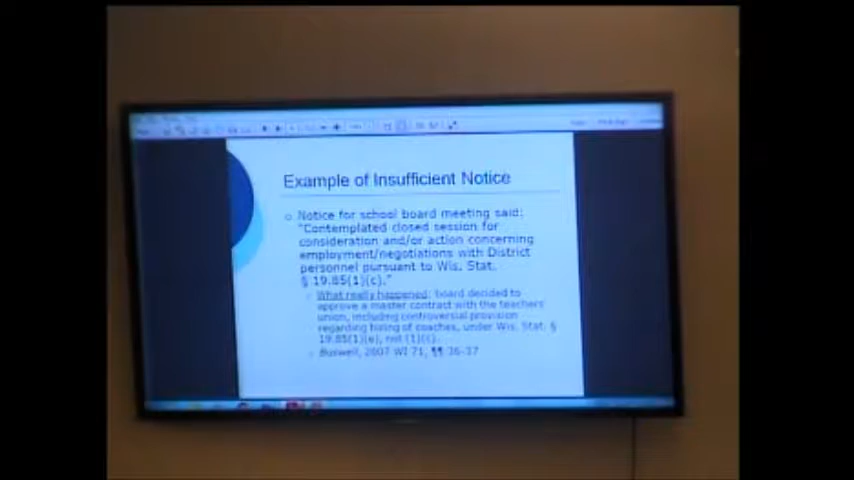 Example of Insufficient Notice
Notice for school board meeting said:
"Contemplated closed session for
consideration and/or action concerning
employment/negotiations with District
personnel pursuant to Wis. Stat.
§ 19.85(1)(c)."
What really happened: board decided to
approve a master contract with the teachers'
union, including controversial provision
regarding hiring of coaches, under Wis. Stat. §
19.85(1)(e), not (1)(c).
Buswell, 2007 WI 71, ¶¶ 36-37